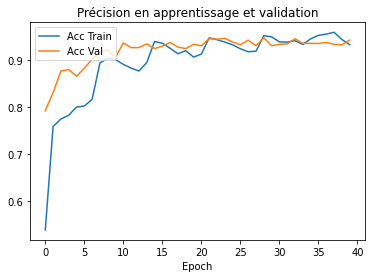 Précision en apprentissage et validation
Acc Train
Acc Val
0.9
0.8
0.7
0.6
0 5 10 15 20 25 30 35 40
Epoch